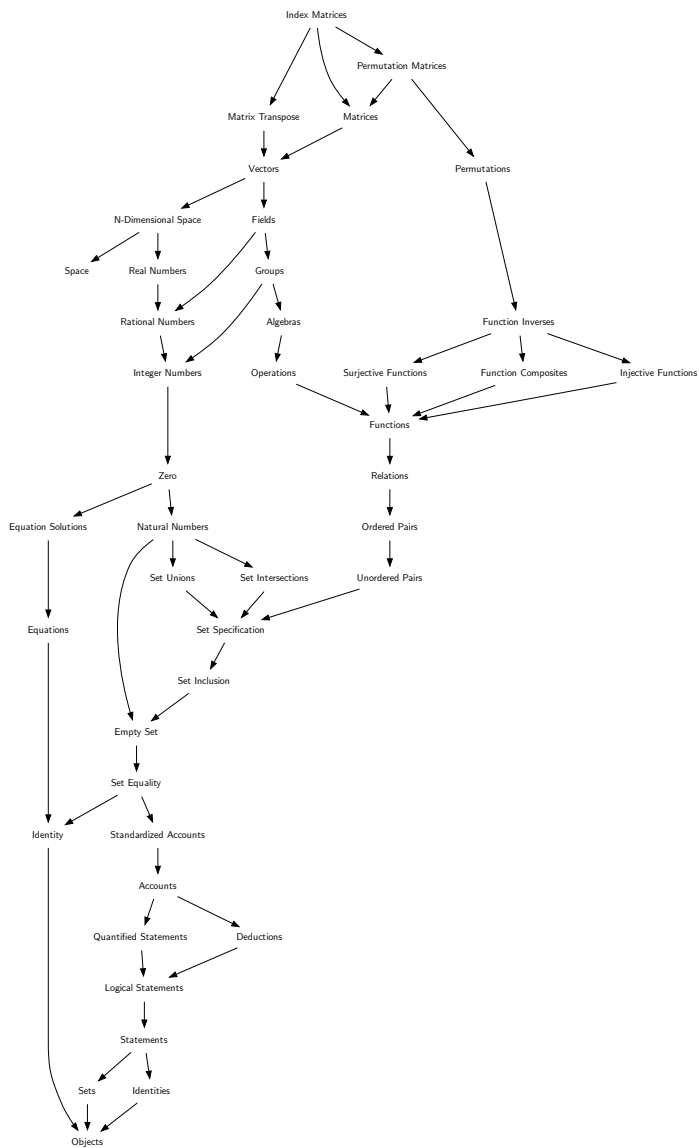 Index Matrices
Permutation Matrices
Matrix Transpose
Matrices
Vectors
Permutations
N-Dimensional Space
Fields
Space
Real Numbers
Groups
Rational Numbers
Algebras
Function Inverses
Integer Numbers
Operations
Surjective Functions
Function Composites
Injective Functions
Functions
Zero
Relations
Equation Solutions
Natural Numbers
Ordered Pairs
Set Unions
Set Intersections
Unordered Pairs
Equations
Set Specification
Set Inclusion
Empty Set
Set Equality
Identity
Standardized Accounts
Accounts
Quantified Statements
Deductions
Logical Statements
Statements
Sets
Identities
Objects